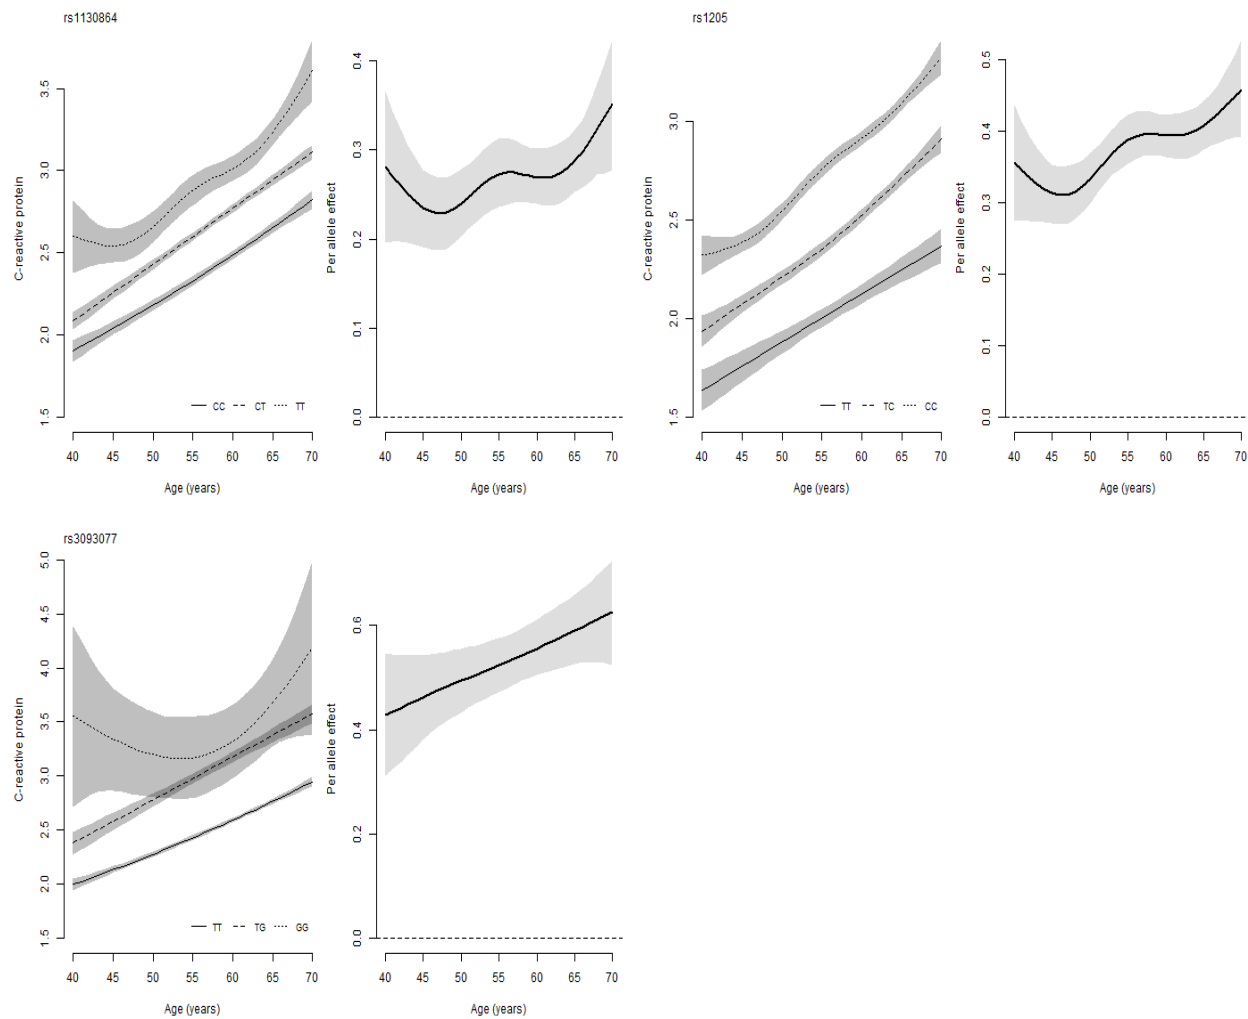 rs1130864
C-reactive protein
1.5 2.0 2.5 3.0 3.5
CC CT TT
40 45 50 55 60 65 70
Age (years)
Per allele effect
0.0 0.1 0.2 0.3 0.4
40 45 50 55 60 65 70
Age (years)
rs1205
C-reactive protein
1.5 2.0 2.5 3.0
TT TC CC
40 45 50 55 60 65 70
Age (years)
Per allele effect
0.0 0.1 0.2 0.3 0.4 0.5
40 45 50 55 60 65 70
Age (years)
rs3093077
C-reactive protein
1.5 2.0 2.5 3.0 3.5 4.0 4.5 5.0
TT TG GG
40 45 50 55 60 65 70
Age (years)
Per allele effect
0.0 0.2 0.4 0.6
40 45 50 55 60 65 70
Age (years)